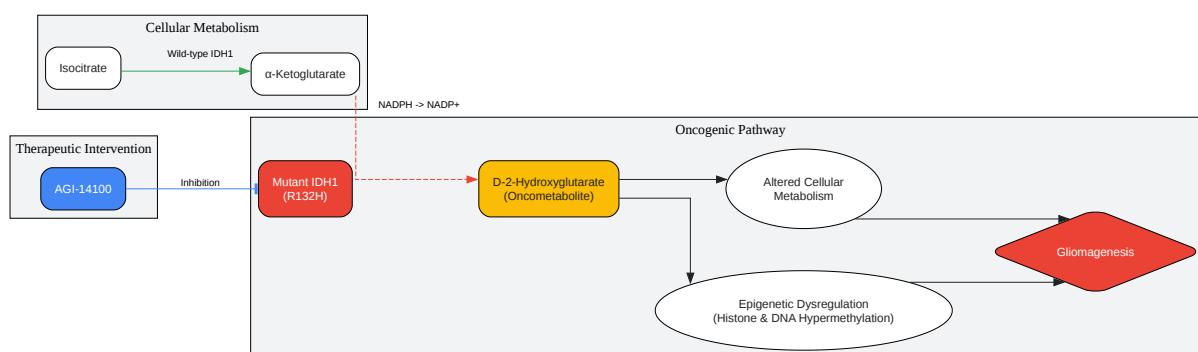 Cellular Metabolism
Isocitrate
Wild-type IDH1
α-Ketoglutarate
NADPH -> NADP+
Therapeutic Intervention
AGI-14100
Inhibition
Oncogenic Pathway
Mutant IDH1
(R132H)
D-2-Hydroxyglutarate
(Oncometabolite)
Altered Cellular
Metabolism
Epigenetic Dysregulation
(Histone & DNA Hypermethylation)
Gliomagenesis